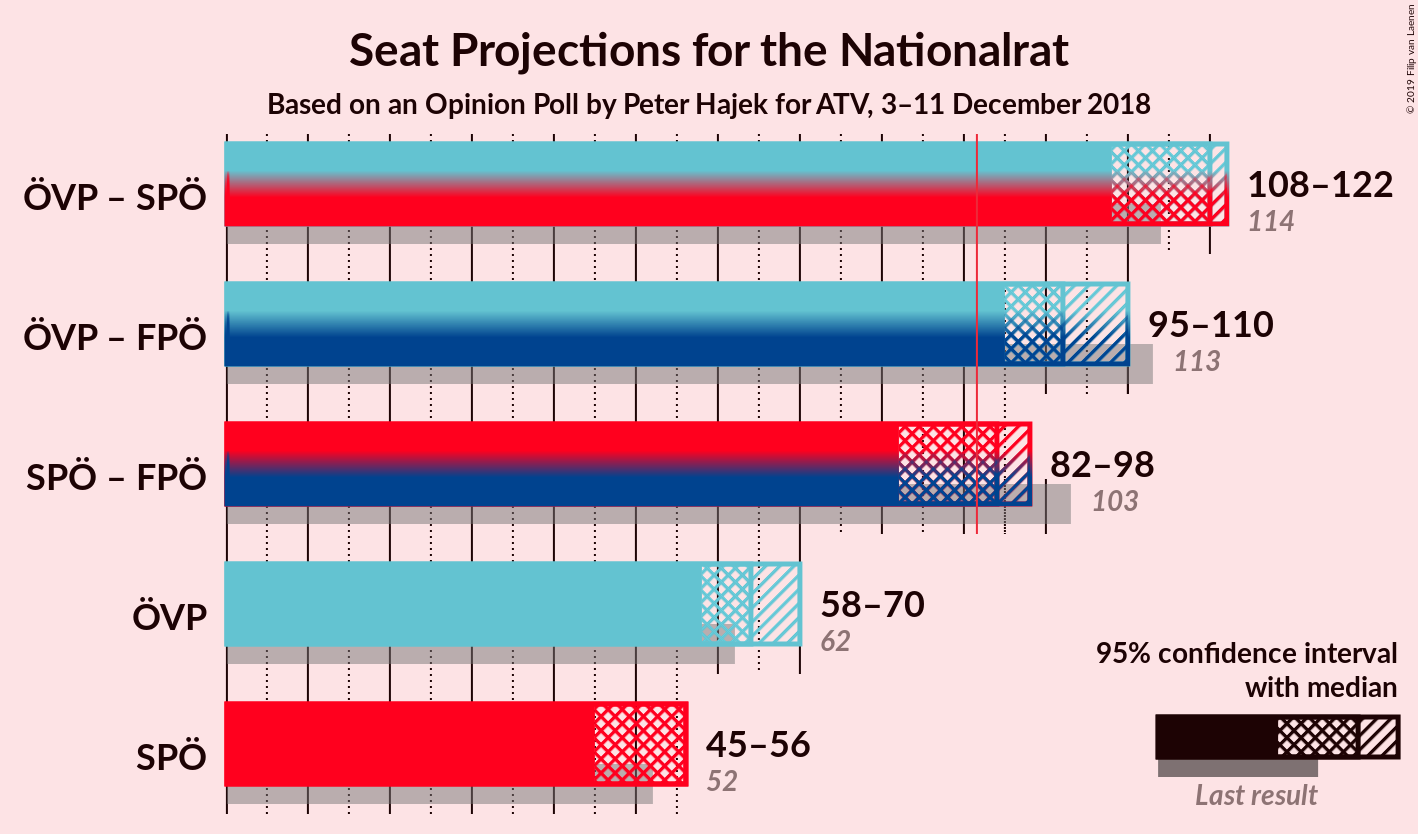 Seat Projections for the Nationalrat
Based on an Opinion Poll by Peter Hajek for ATV, 3–11 December 2018
© 2019 Filip van Laenen
ÖVP – SPÖ
108–122
114
ÖVP – FPÖ
95–110
113
SPÖ – FPÖ
82–98
103
ÖVP
58–70
62
SPÖ
45–56
52
95% confidence interval
with median
Last result